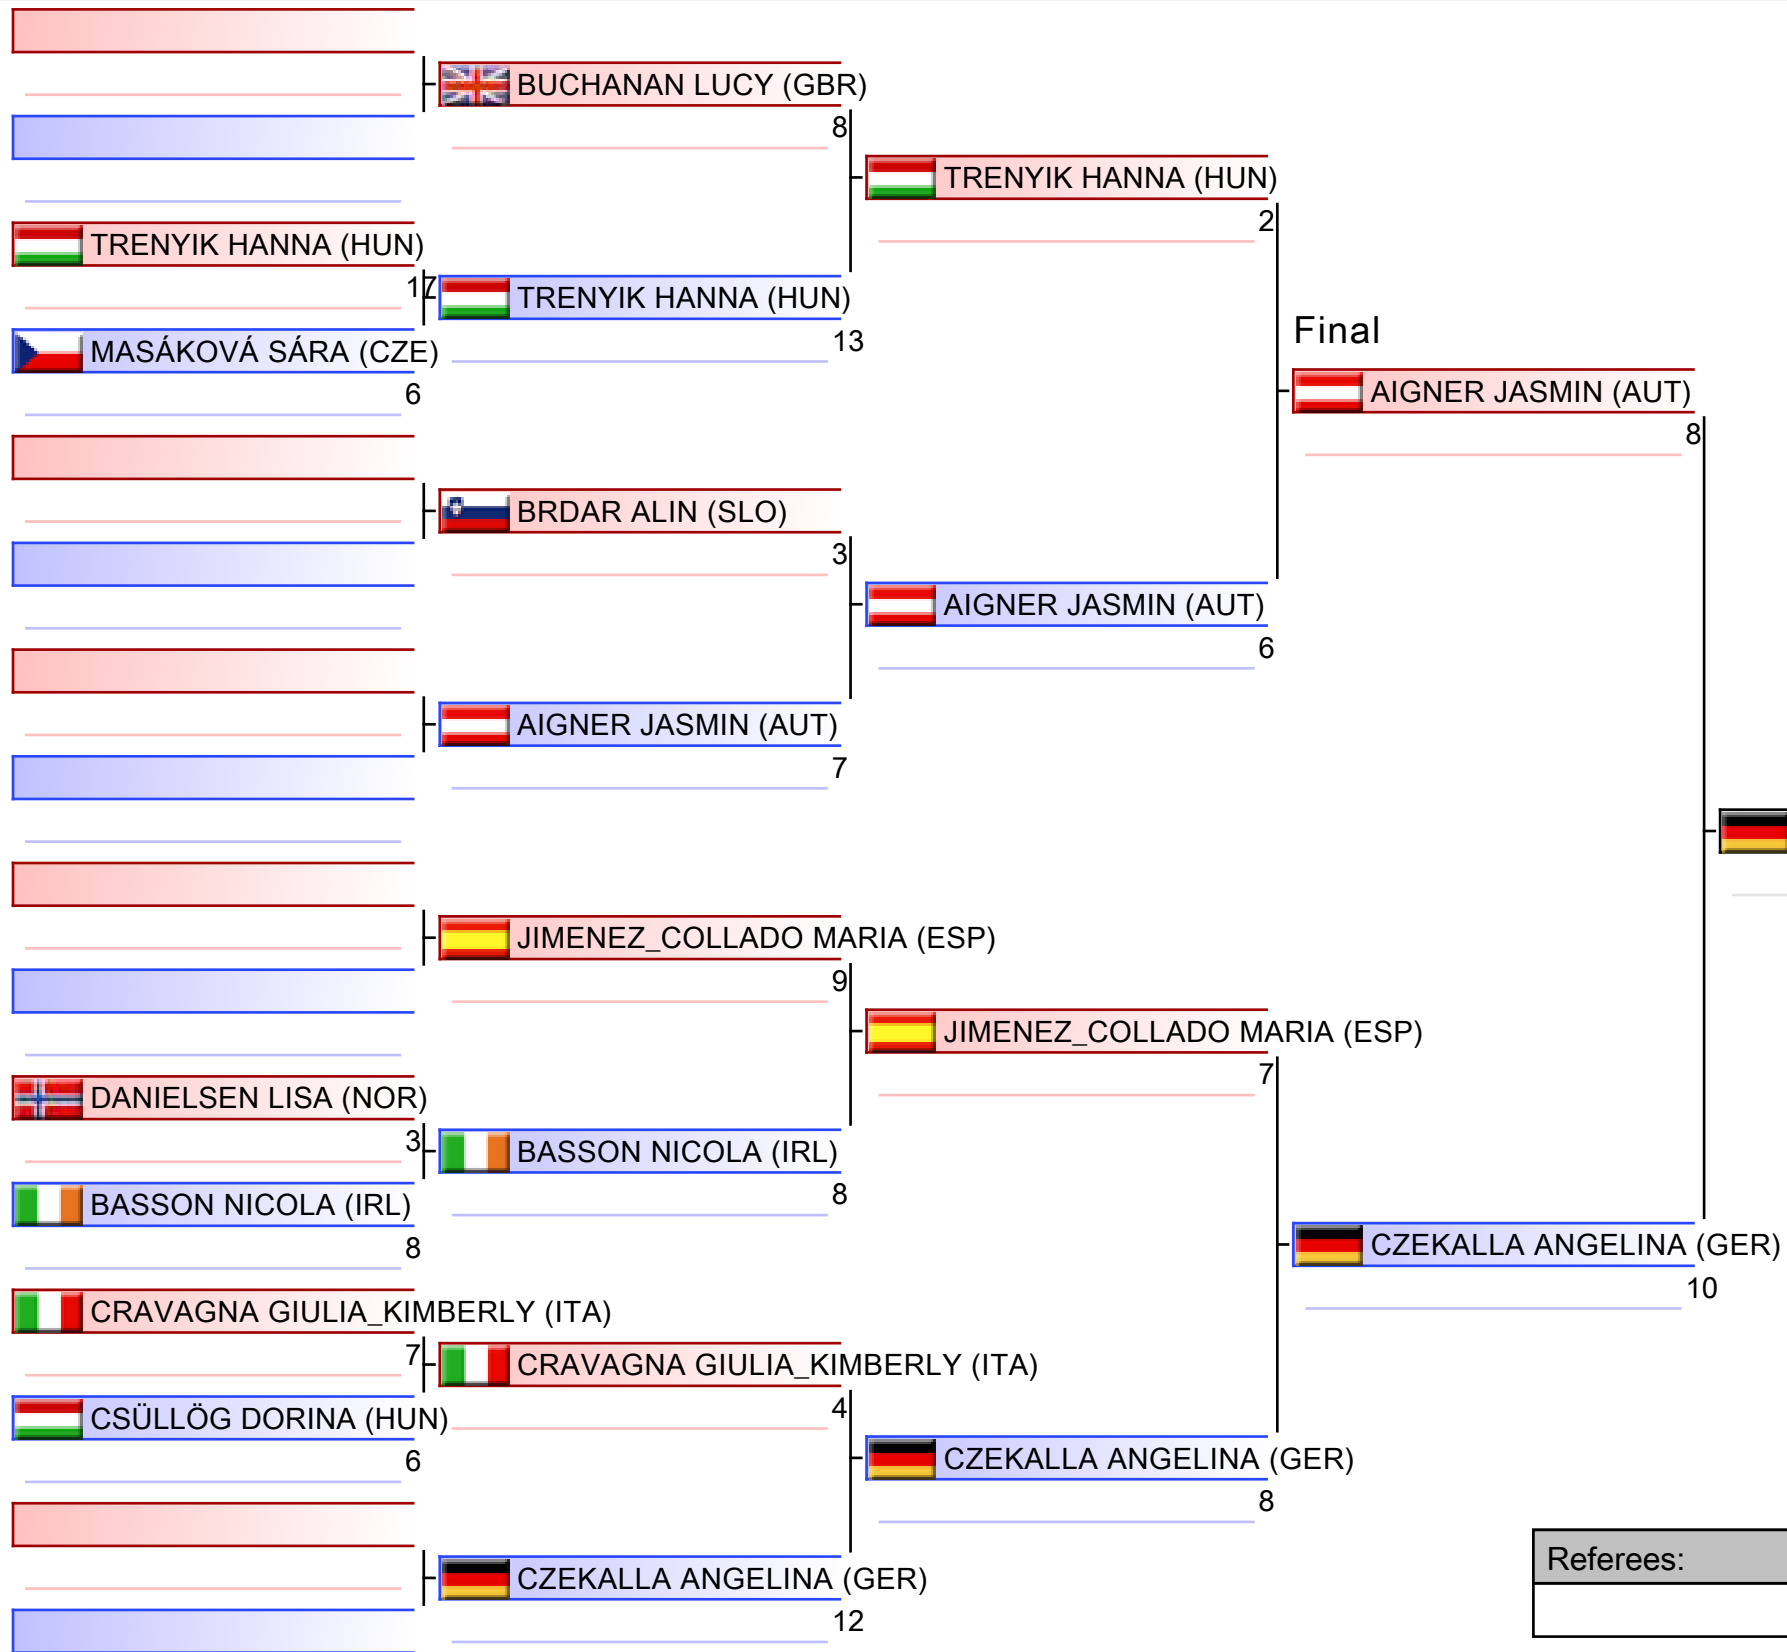 BUCHANAN LUCY (GBR)
8
TRENYIK HANNA (HUN)
2
TRENYIK HANNA (HUN)
17
TRENYIK HANNA (HUN)
13
MASÁKOVÁ SÁRA (CZE)
6
Final
AIGNER JASMIN (AUT)
8
BRDAR ALIN (SLO)
3
AIGNER JASMIN (AUT)
6
AIGNER JASMIN (AUT)
7
JIMENEZ_COLLADO MARIA (ESP)
9
JIMENEZ_COLLADO MARIA (ESP)
7
DANIELSEN LISA (NOR)
3
BASSON NICOLA (IRL)
8
BASSON NICOLA (IRL)
8
CZEKALLA ANGELINA (GER)
10
CRAVAGNA GIULIA_KIMBERLY (ITA)
7
CRAVAGNA GIULIA_KIMBERLY (ITA)
4
CSÜLLÖG DORINA (HUN)
6
CZEKALLA ANGELINA (GER)
8
CZEKALLA ANGELINA (GER)
12
Referees: